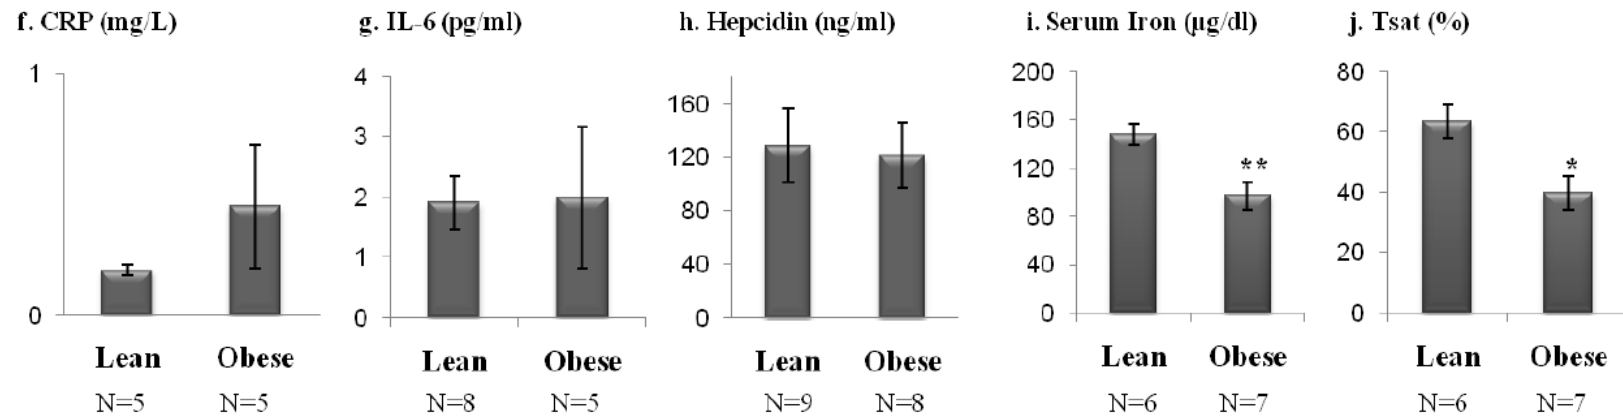 f. CRP (mg/L)
1
0
Lean Obese
N=5 N=5
g. IL-6 (pg/ml)
4
3
2
1
0
Lean Obese
N=8 N=5
h. Hepcidin (ng/ml)
160
120
80
40
0
Lean Obese
N=9 N=8
i. Serum Iron (µg/dl)
200
160
120
80
40
0
**
Lean Obese
N=6 N=7
j. Tsat (%)
80
60
40
20
0
*
Lean Obese
N=6 N=7